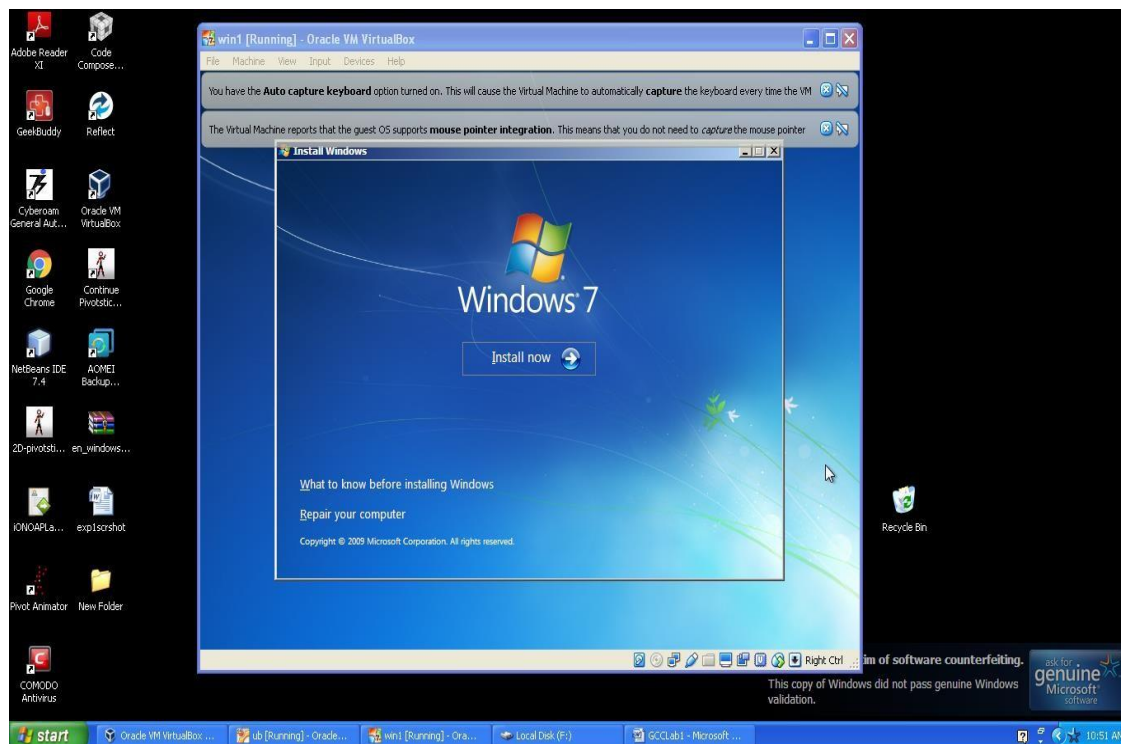 Adobe Reader
XI
Code
Compose...
GeekBuddy
Reflect
Cyberoam
General Aut...
Oracle VM
VirtualBox
Google
Chrome
Continue
Pivotstic...
NetBeans IDE
7.4
AOMEI
Backup...
2D-pivotsti...
en_windows...
iONOAPLa...
exp1scrshot
Pivot Animator
New Folder
COMODO
Antivirus
win1 [Running] - Oracle VM VirtualBox
File Machine View Input Devices Help
You have the Auto capture keyboard option turned on. This will cause the Virtual Machine to automatically capture the keyboard every time the VM
The Virtual Machine reports that the guest OS supports mouse pointer integration. This means that you do not need to capture the mouse pointer
Install Windows
Windows 7
Install now
What to know before installing Windows
Repair your computer
Copyright © 2009 Microsoft Corporation. All rights reserved.
Right Ctrl
Recycle Bin
im of software counterfeiting.
This copy of Windows did not pass genuine Windows
validation.
ask for
genuine
Microsoft
software
start
Oracle VM VirtualBox ...
ub [Running] - Oracle...
win1 [Running] - Ora...
Local Disk (F:)
GCCLab1 - Microsoft ...
10:51 AM